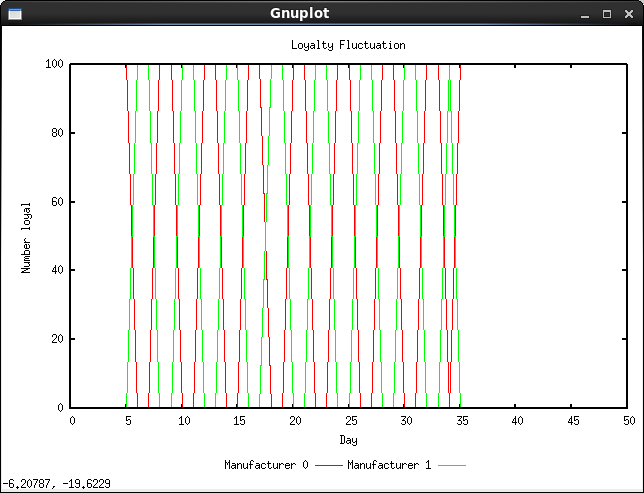 Gnuplot
Loyalty Fluctuation
100
80
60
40
20
0
Number loyal
0 5 10 15 20 25 30 35 40 45 50
Day
Manufacturer 0 Manufacturer 1
-6.20787, -19.6229